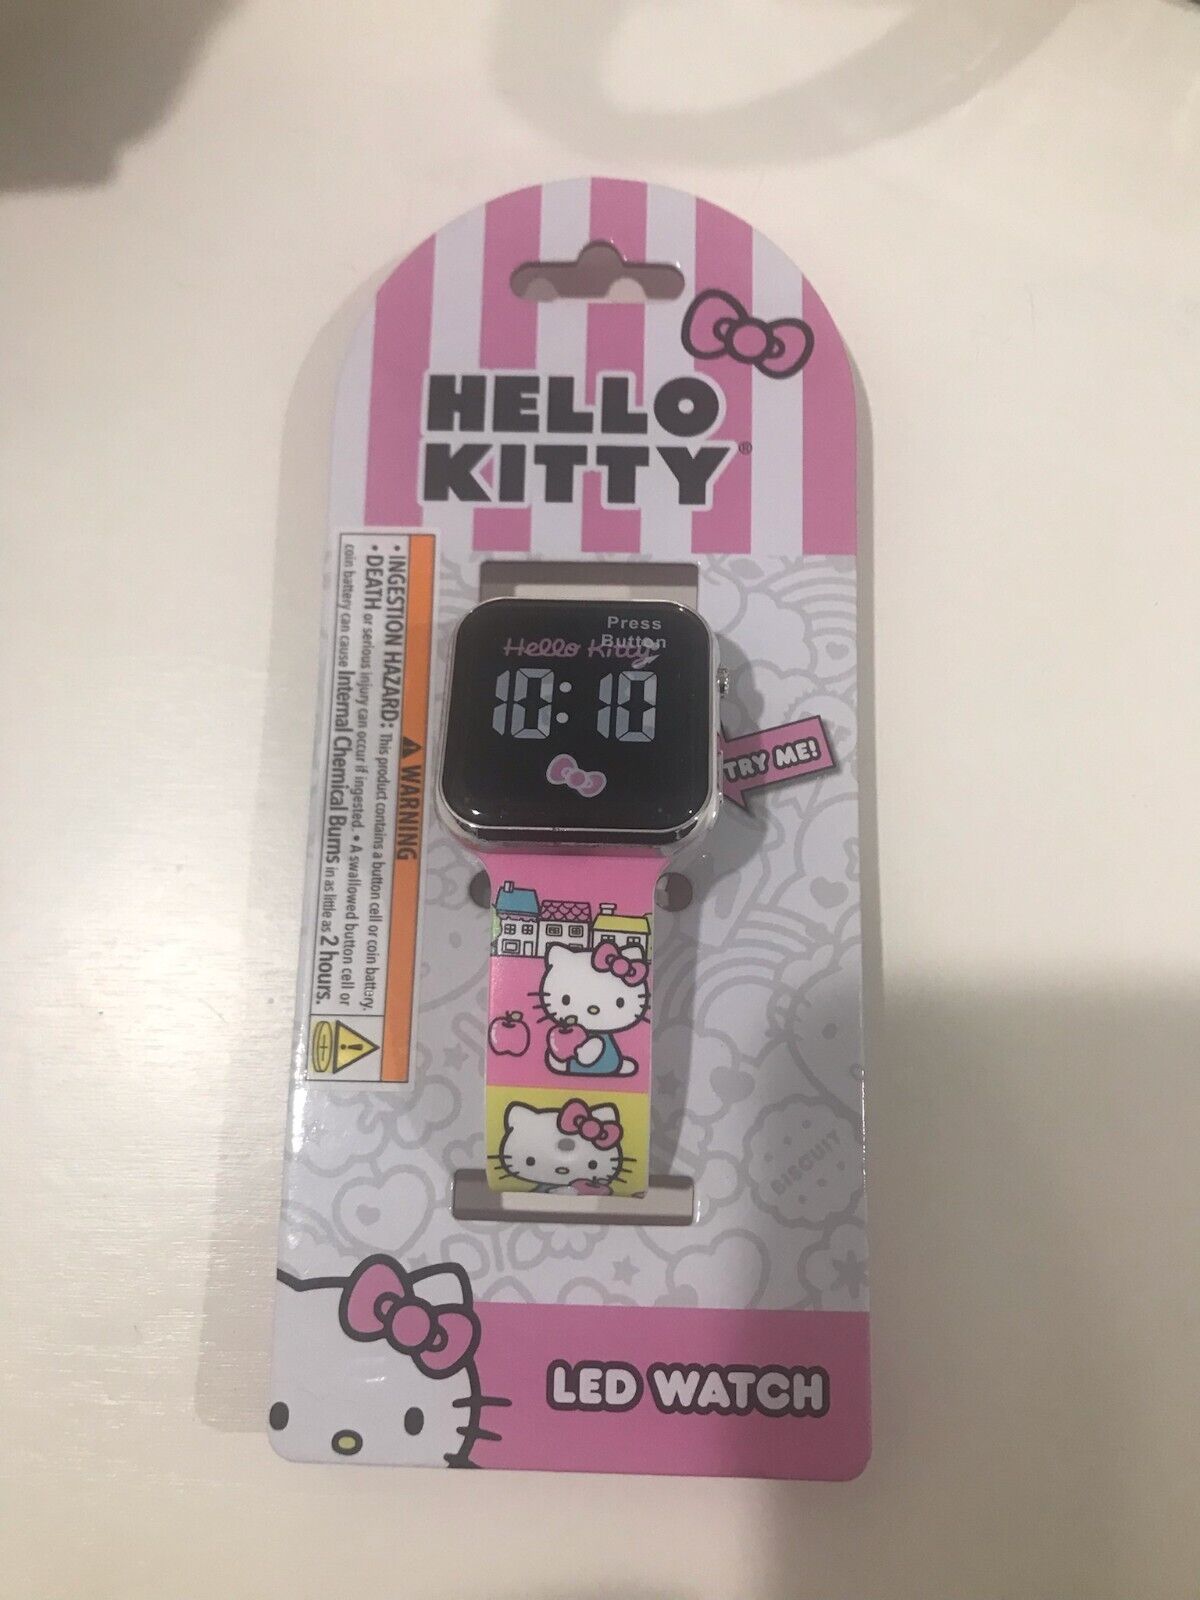 HELLO
KITTY®
Press
Button
Hello Kitty
10:10
TRY ME!
⚠ WARNING
• INGESTION HAZARD: This product contains a button cell or coin battery.
• DEATH or serious injury can occur if ingested. • A swallowed button cell or
coin battery can cause Internal Chemical Burns in as little as 2 hours.
BISCUIT
LED WATCH